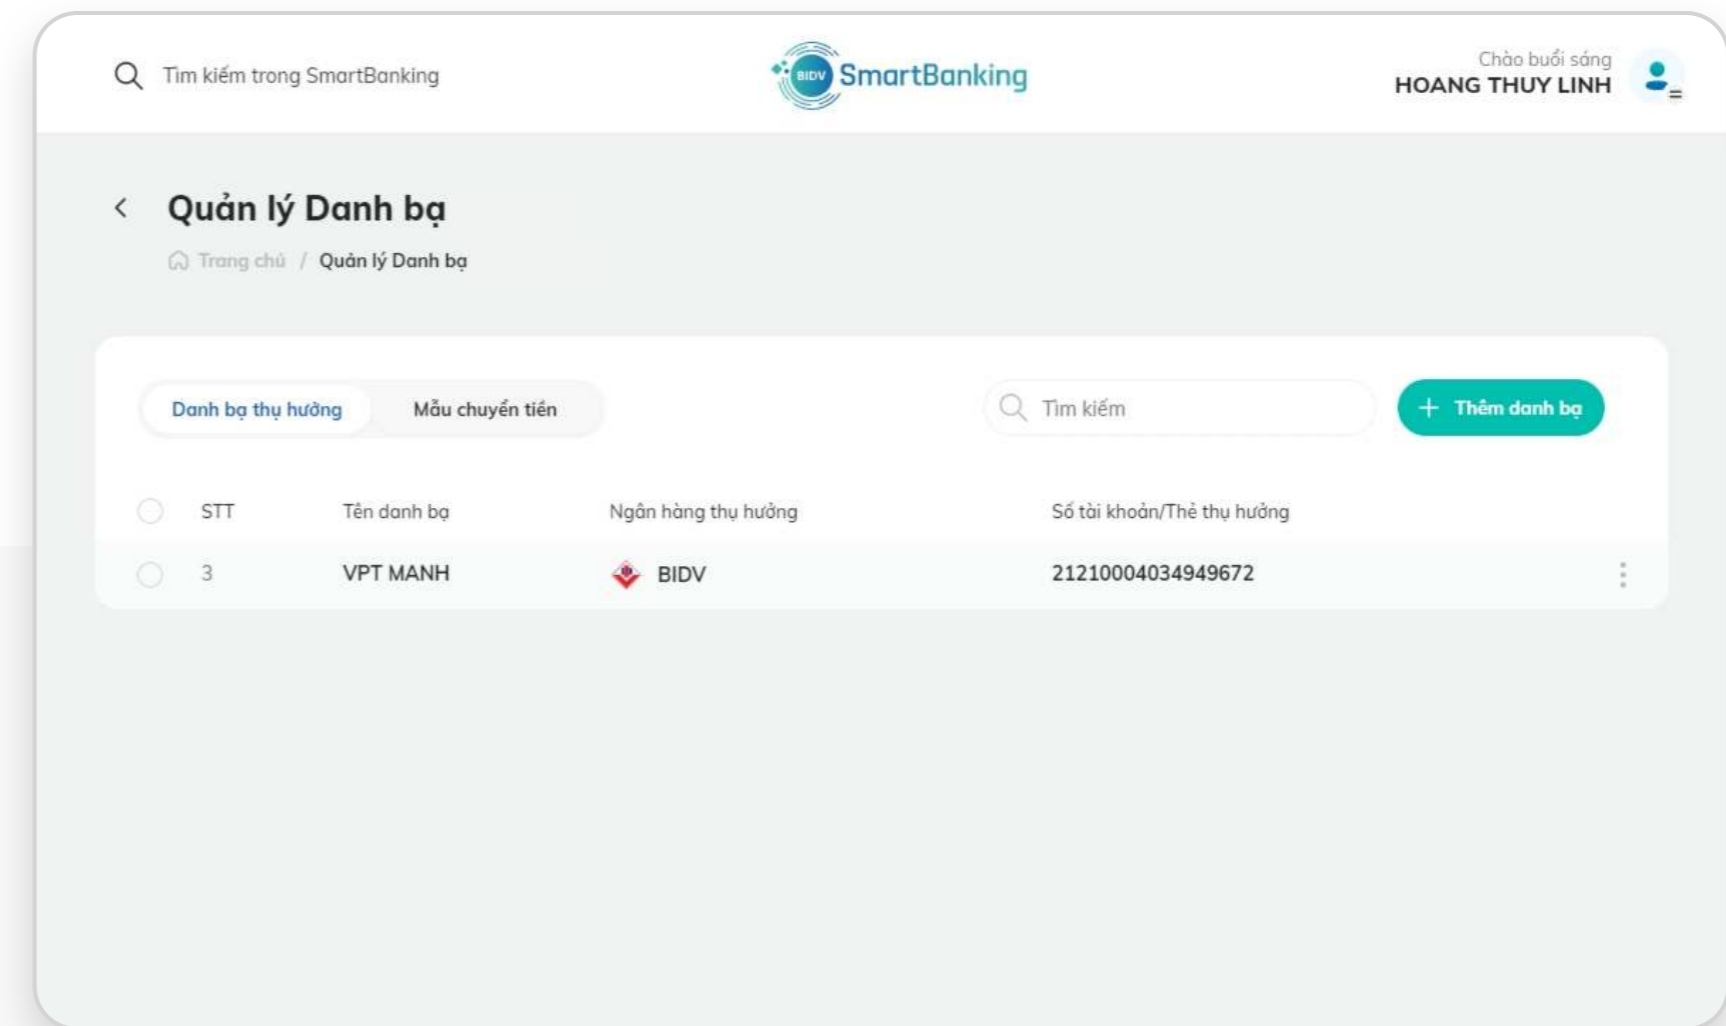 Tìm kiếm trong SmartBanking
BIDV SmartBanking
Chào buổi sáng
HOANG THUY LINH
Quản lý Danh bạ
Trang chủ / Quản lý Danh bạ
Danh bạ thụ hưởng
Mẫu chuyển tiền
Tìm kiếm
+ Thêm danh bạ
STT Tên danh bạ Ngân hàng thụ hưởng Số tài khoản/Thẻ thụ hưởng
3 VPT MANH BIDV 21210004034949672